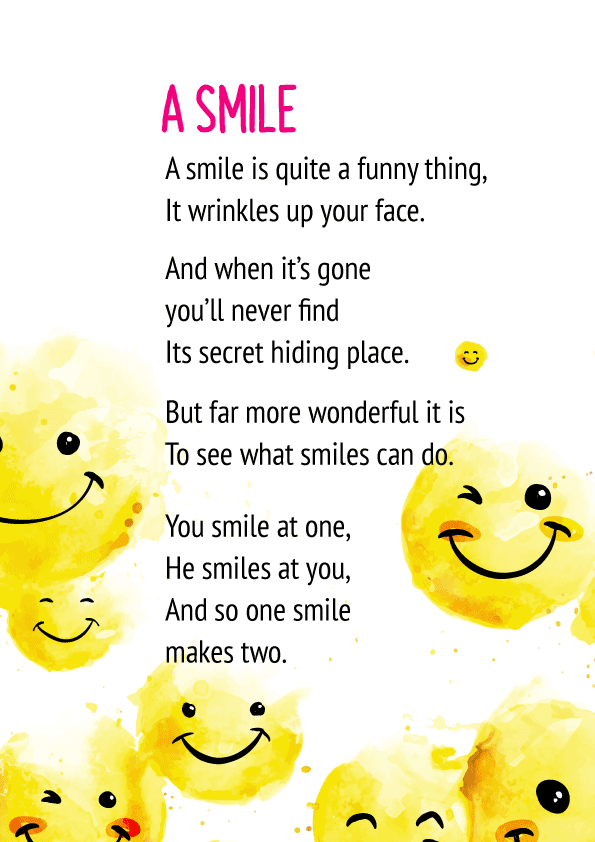 A SMILE
A smile is quite a funny thing,
It wrinkles up your face.
And when it’s gone
you’ll never find
Its secret hiding place.
But far more wonderful it is
To see what smiles can do.
You smile at one,
He smiles at you,
And so one smile
makes two.